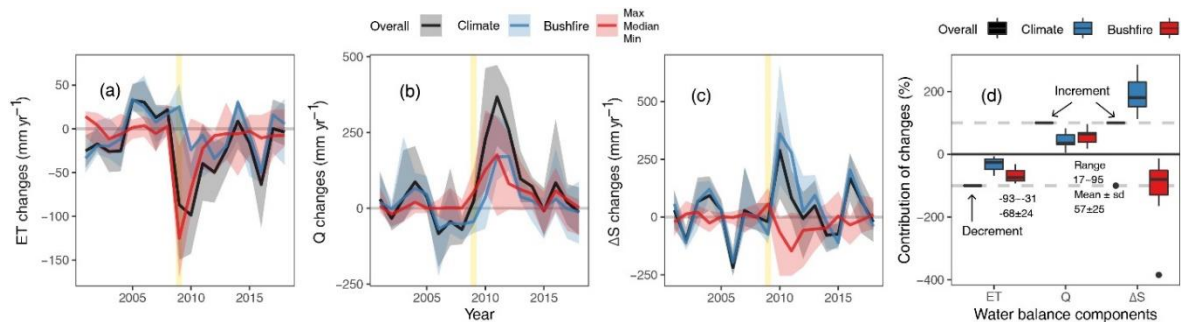 Overall Climate Bushfire Max
Median
Min
Overall Climate Bushfire
(a)
ET changes (mm yr−1)
50
0
−50
−100
−150
2005 2010 2015
(b)
Q changes (mm yr−1)
500
250
0
−250
2005 2010 2015
Year
(c)
ΔS changes (mm yr−1)
500
250
0
−250
2005 2010 2015
(d)
Contribution of changes (%)
200
0
−200
−400
Increment
Range
17−95
Mean ± sd
57±25
-93−-31
-68±24
Decrement
ET Q ΔS
Water balance components